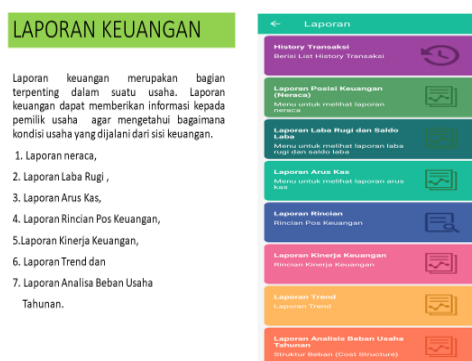 LAPORAN KEUANGAN
Laporan keuangan merupakan bagian
terpenting dalam suatu usaha. Laporan
keuangan dapat memberikan informasi kepada
pemilik usaha agar mengetahui bagaimana
kondisi usaha yang dijalani dari sisi keuangan.
1. Laporan neraca,
2. Laporan Laba Rugi ,
3. Laporan Arus Kas,
4. Laporan Rincian Pos Keuangan,
5.Laporan Kinerja Keuangan,
6. Laporan Trend dan
7. Laporan Analisa Beban Usaha
Tahunan.
Laporan
History Transaksi
Berisi List History Transaksi
Laporan Posisi Keuangan
(Neraca)
Menu untuk melihat laporan
neraca
Laporan Laba Rugi dan Saldo
Laba
Menu untuk melihat laporan laba
rugi dan saldo laba
Laporan Arus Kas
Menu untuk melihat laporan arus
kas
Laporan Rincian
Rincian Pos Keuangan
Laporan Kinerja Keuangan
Rincian Kinerja Keuangan
Laporan Trend
Laporan Trend
Laporan Analisis Beban Usaha
Tahunan
Struktur Beban (Cost Structure)